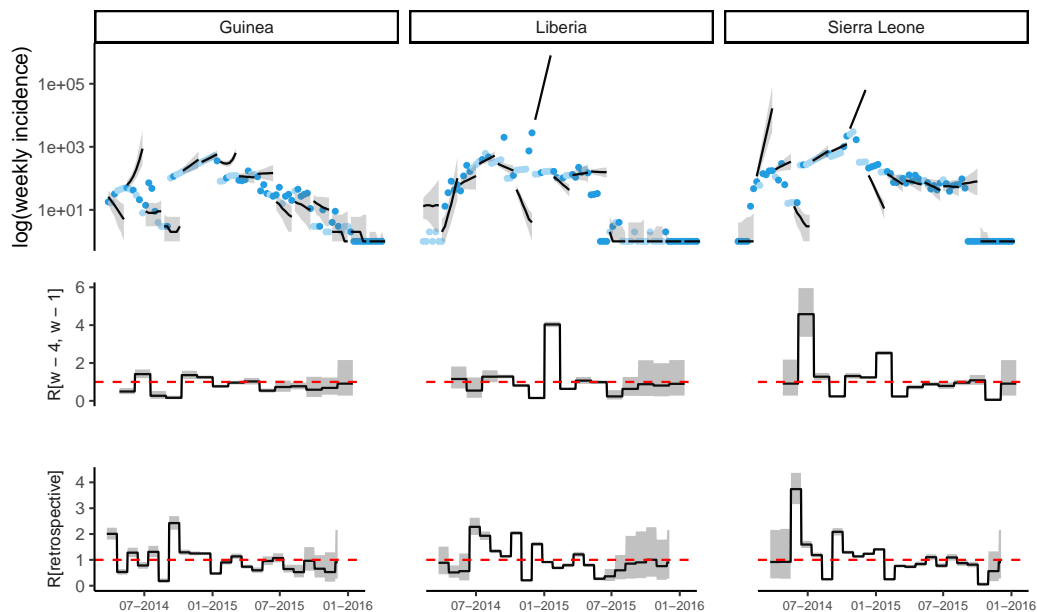 Guinea
Liberia
Sierra Leone
log(weekly incidence)
1e+05
1e+03
1e+01
R[w − 4, w − 1]
6
4
2
0
R[retrospective]
4
3
2
1
0
07−2014 01−2015 07−2015 01−2016
07−2014 01−2015 07−2015 01−2016
07−2014 01−2015 07−2015 01−2016